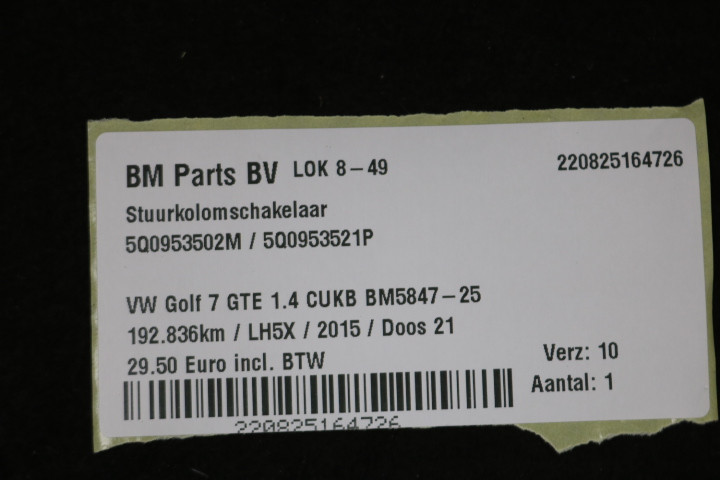 BM Parts BV LOK 8-49 220825164726
Stuurkolomschakelaar
5Q0953502M / 5Q0953521P
VW Golf 7 GTE 1.4 CUKB BM5847-25
192.836km / LH5X / 2015 / Doos 21
29.50 Euro incl. BTW
Verz: 10
Aantal: 1
220825164726